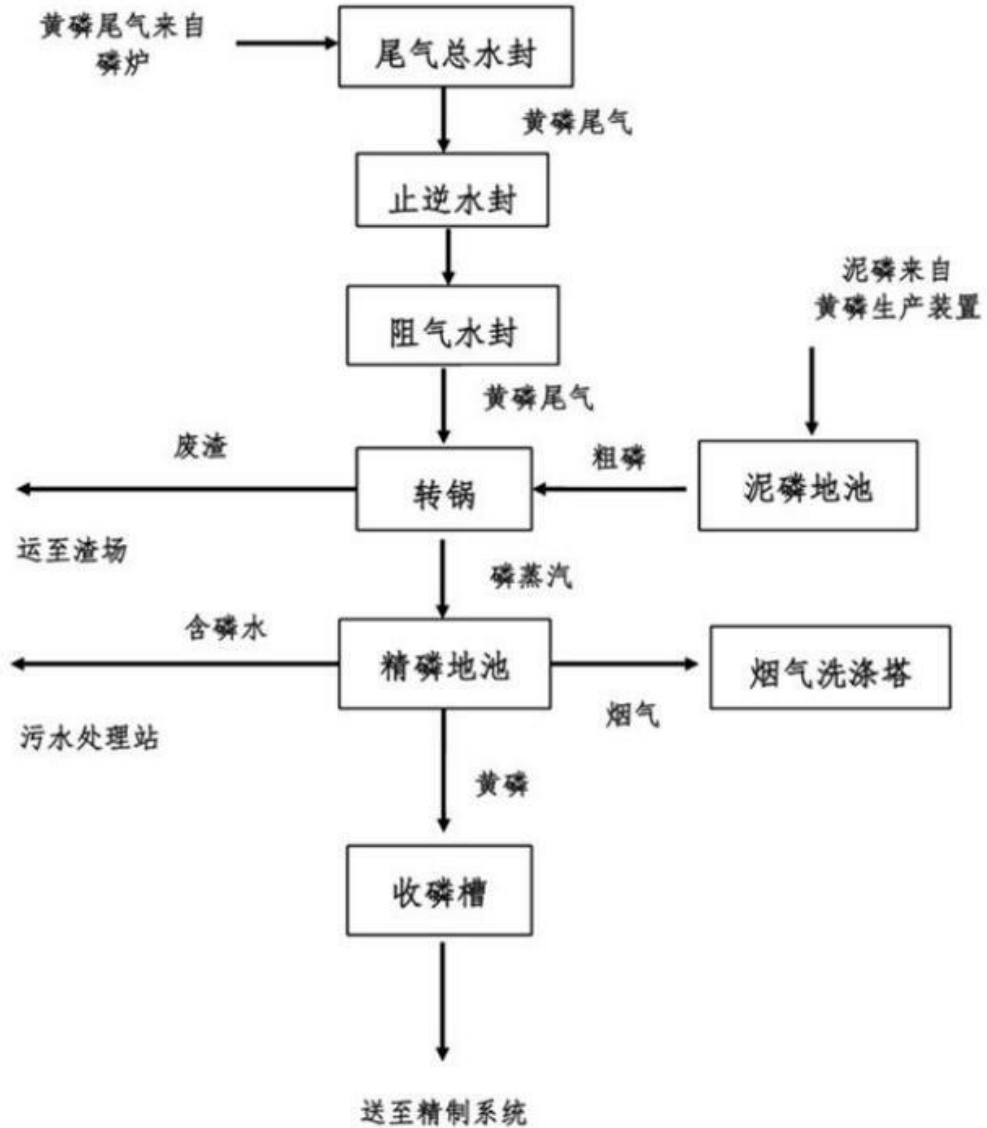 黄磷尾气来自
磷炉
尾气总水封
黄磷尾气
止逆水封
泥磷来自
黄磷生产装置
阻气水封
黄磷尾气
废渣
粗磷
转锅
泥磷地池
运至渣场
磷蒸汽
含磷水
精磷地池
烟气洗涤塔
烟气
污水处理站
黄磷
收磷槽
送至精制系统